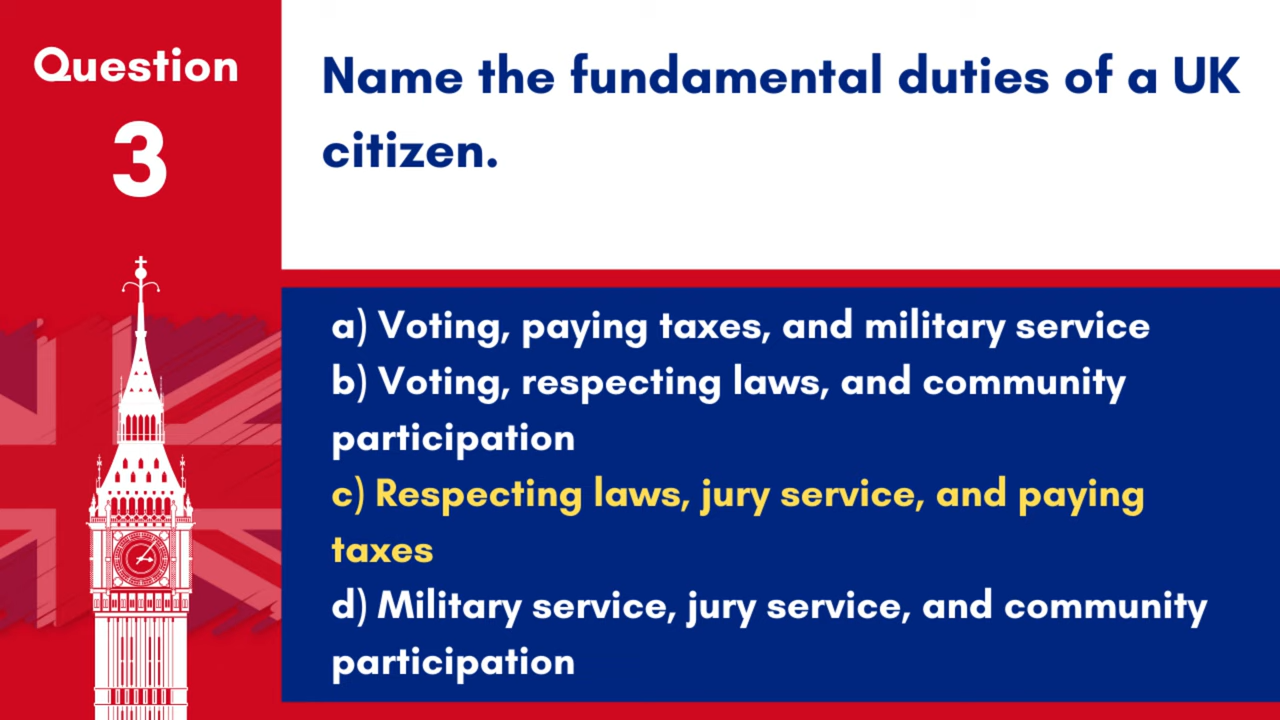 Question
3
Name the fundamental duties of a UK
citizen.
a) Voting, paying taxes, and military service
b) Voting, respecting laws, and community
participation
c) Respecting laws, jury service, and paying
taxes
d) Military service, jury service, and community
participation